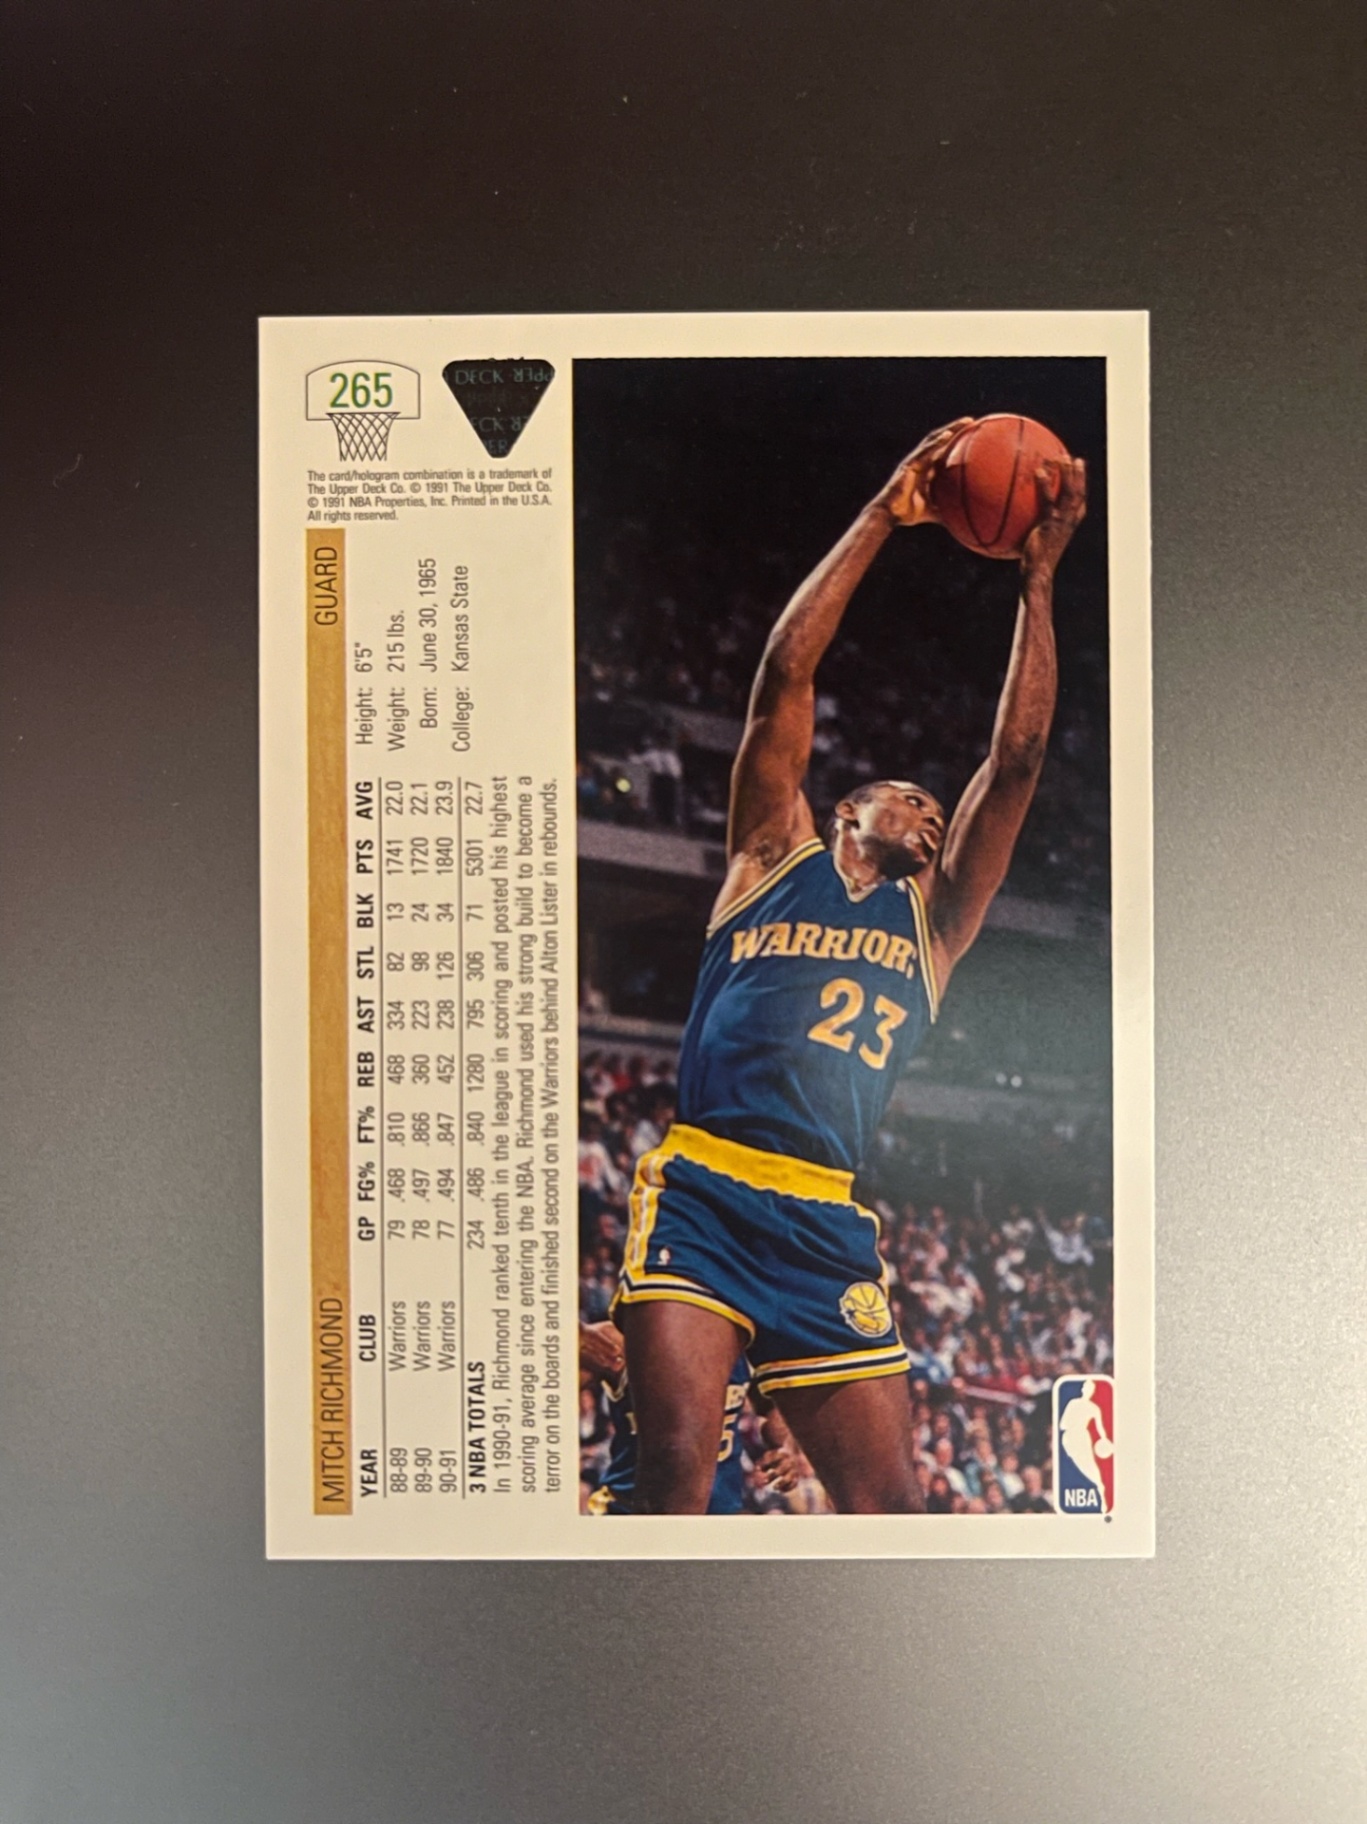 265
DECK UPPER
CK
ER
The card/hologram combination is a trademark of
The Upper Deck Co. © 1991 The Upper Deck Co.
© 1991 NBA Properties, Inc. Printed in the U.S.A.
All rights reserved.
MITCH RICHMOND GUARD
YEAR CLUB GP FG% FT% REB AST STL BLK PTS AVG
88-89 Warriors 79 .468 .810 468 334 82 13 1741 22.0
89-90 Warriors 78 .497 .866 360 223 98 24 1720 22.1
90-91 Warriors 77 .494 .847 452 238 126 34 1840 23.9
3 NBA TOTALS 234 .486 .840 1280 795 306 71 5301 22.7
Height: 6'5"
Weight: 215 lbs.
Born: June 30, 1965
College: Kansas State
In 1990-91, Richmond ranked tenth in the league in scoring and posted his highest
scoring average since entering the NBA. Richmond used his strong build to become a
terror on the boards and finished second on the Warriors behind Alton Lister in rebounds.
WARRIORS
23
NBA